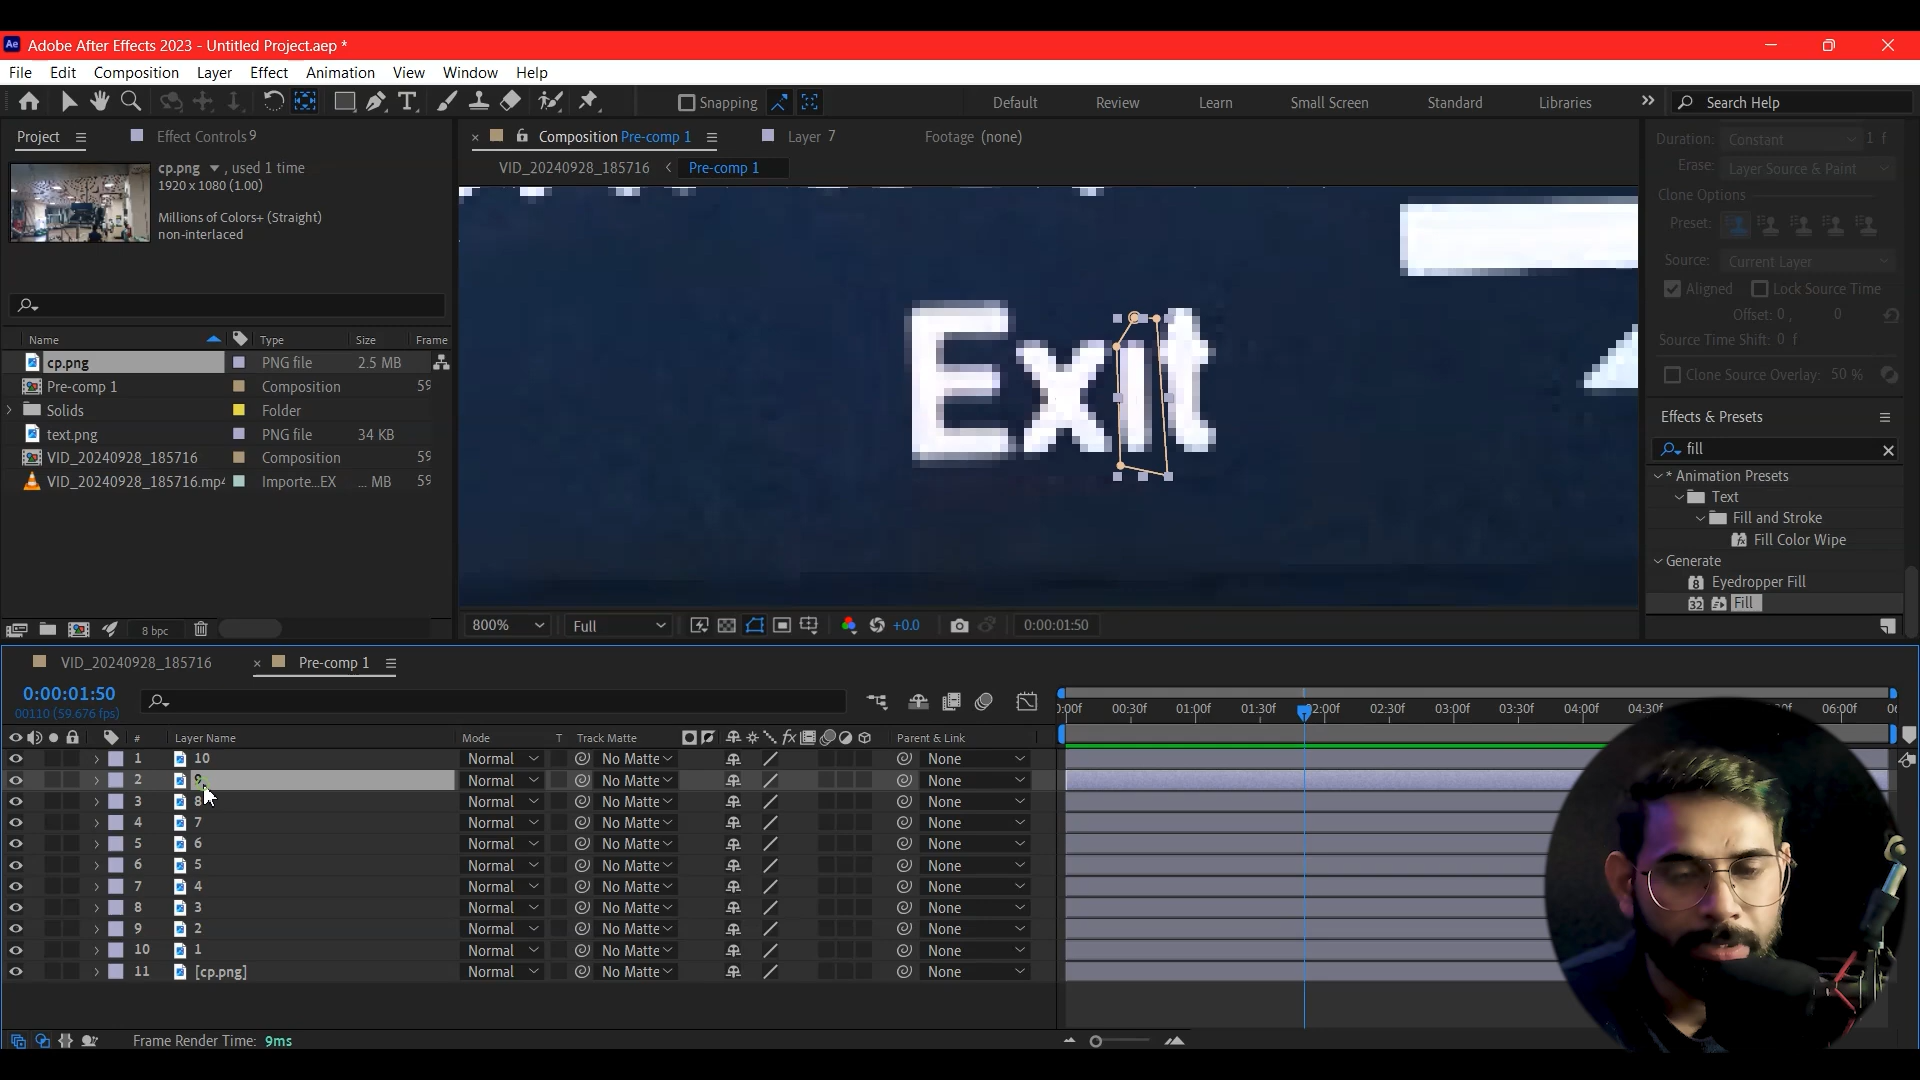 Ae Adobe After Effects 2023 - Untitled Project.aep *
File Edit Composition Layer Effect Animation View Window Help
T Snapping Default Review Learn Small Screen Standard Libraries Search Help
Project Effect Controls 9 × Composition Pre-comp 1 Layer 7 Footage (none)
VID_20240928_185716 < Pre-comp 1
cp.png , used 1 time
1920 x 1080 (1.00)
Millions of Colors+ (Straight)
non-interlaced
Name Type Size Frame
cp.png PNG file 2.5 MB
Pre-comp 1 Composition 59
Solids Folder
text.png PNG file 34 KB
VID_20240928_185716 Composition 59
VID_20240928_185716.mp4 Importe...EX ... MB 59
8 bpc
Exit
800% Full +0.0 0:00:01:50
Duration: Constant 1 f
Erase: Layer Source & Paint
Clone Options
Preset:
Source: Current Layer
Aligned Lock Source Time
Offset: 0 , 0
Source Time Shift: 0 f
Clone Source Overlay: 50 %
Effects & Presets
fill
* Animation Presets
Text
Fill and Stroke
Fill Color Wipe
Generate
Eyedropper Fill
Fill
VID_20240928_185716 × Pre-comp 1
0:00:01:50
00110 (59.676 fps)
:00f 00:30f 01:00f 01:30f 02:00f 02:30f 03:00f 03:30f 04:00f 04:30f 06:00f
# Layer Name Mode T Track Matte Parent & Link
1 10 Normal No Matte None
2 Normal No Matte None
3 8 Normal No Matte None
4 7 Normal No Matte None
5 6 Normal No Matte None
6 5 Normal No Matte None
7 4 Normal No Matte None
8 3 Normal No Matte None
9 2 Normal No Matte None
10 1 Normal No Matte None
11 [cp.png] Normal No Matte None
Frame Render Time: 9ms